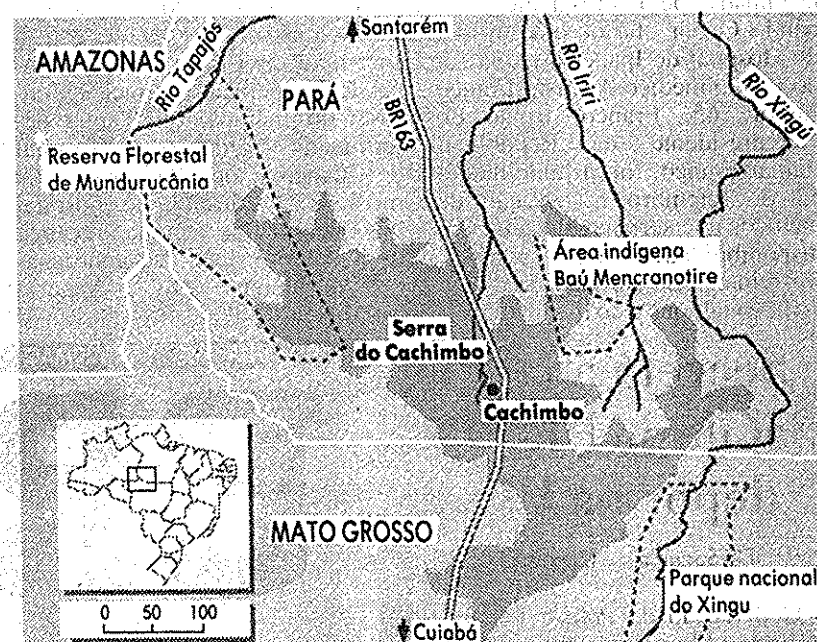 Santarém
AMAZONAS
Rio Tapajós
PARÁ
BR163
Rio Iriri
Rio Xingú
Reserva Florestal
de Mundurucânia
Área indígena
Baú Mencranotire
Serra
do Cachimbo
Cachimbo
MATO GROSSO
0 50 100
Parque nacional
do Xingu
Cuiabá